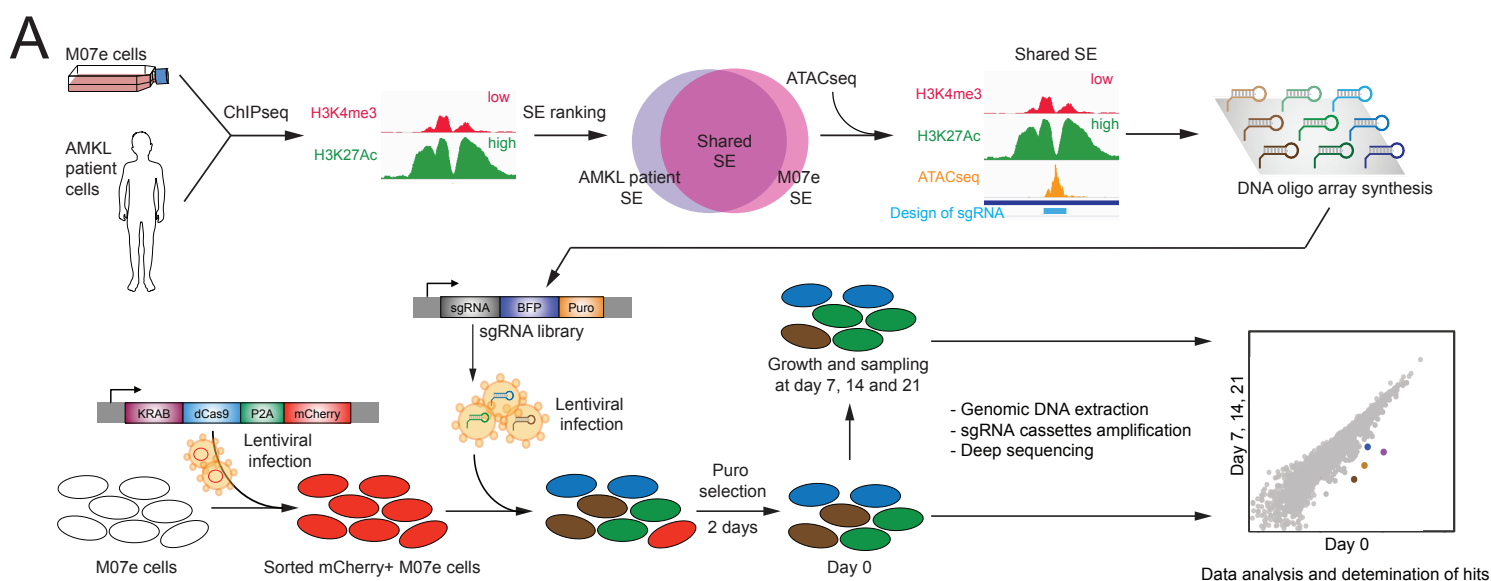 A
M07e cells
AMKL
patient
cells
ChIPseq
H3K4me3
low
H3K27Ac
high
SE ranking
Shared
SE
AMKL patient
SE
M07e
SE
ATACseq
Shared SE
H3K4me3
low
H3K27Ac
high
ATACseq
Design of sgRNA
DNA oligo array synthesis
sgRNA
BFP
Puro
sgRNA library
Lentiviral
infection
KRAB
dCas9
P2A
mCherry
Lentiviral
infection
M07e cells
Sorted mCherry+ M07e cells
Puro
selection
2 days
Day 0
Growth and sampling
at day 7, 14 and 21
- Genomic DNA extraction
- sgRNA cassettes amplification
- Deep sequencing
Day 7, 14, 21
Day 0
Data analysis and detemination of hits